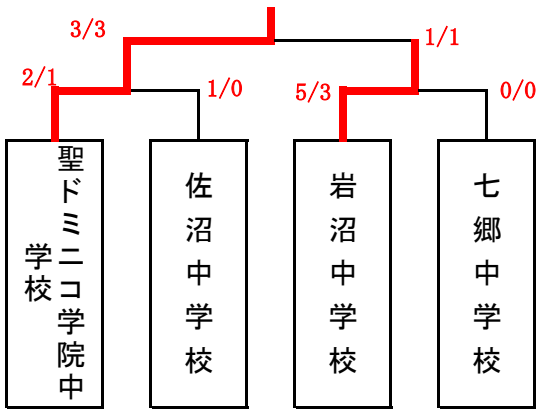 3/3
1/1
2/1
1/0
5/3
0/0
聖ドミニコ学院中
学校
佐沼中学校
岩沼中学校
七郷中学校